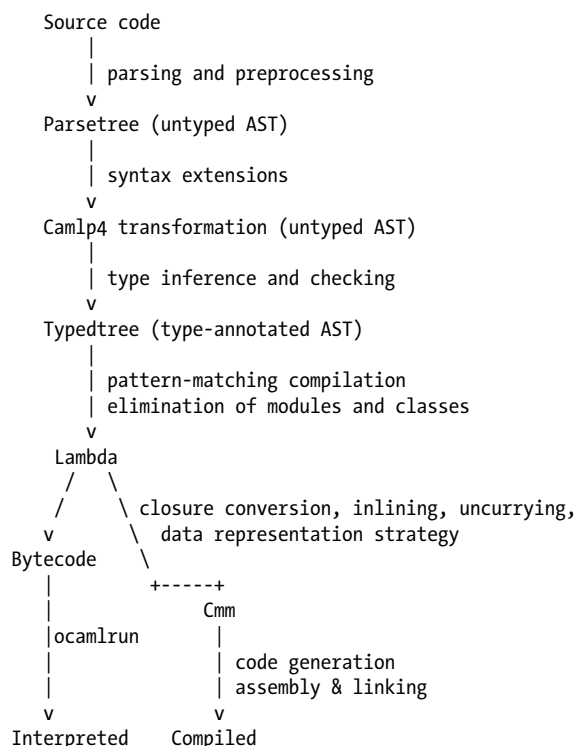 Source code
|
| parsing and preprocessing
v
Parsetree (untyped AST)
|
| syntax extensions
v
Camlp4 transformation (untyped AST)
|
| type inference and checking
v
Typedtree (type-annotated AST)
|
| pattern-matching compilation
| elimination of modules and classes
v
Lambda
/ \
/ \ closure conversion, inlining, uncurrying,
v \ data representation strategy
Bytecode \
| +-----+
| Cmm
|ocamlrun |
| | code generation
| | assembly & linking
v v
Interpreted Compiled